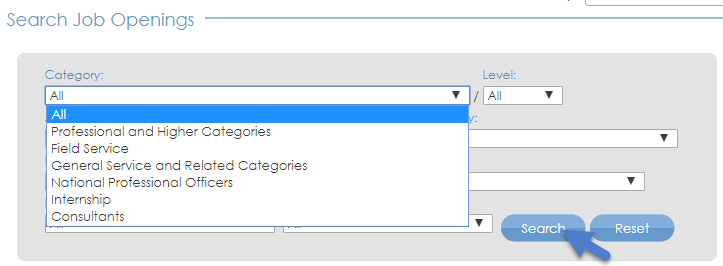 Search Job Openings
Category:
Level:
All
/
All
All
Professional and Higher Categories
Field Service
General Service and Related Categories
National Professional Officers
Internship
Consultants
Search
Reset